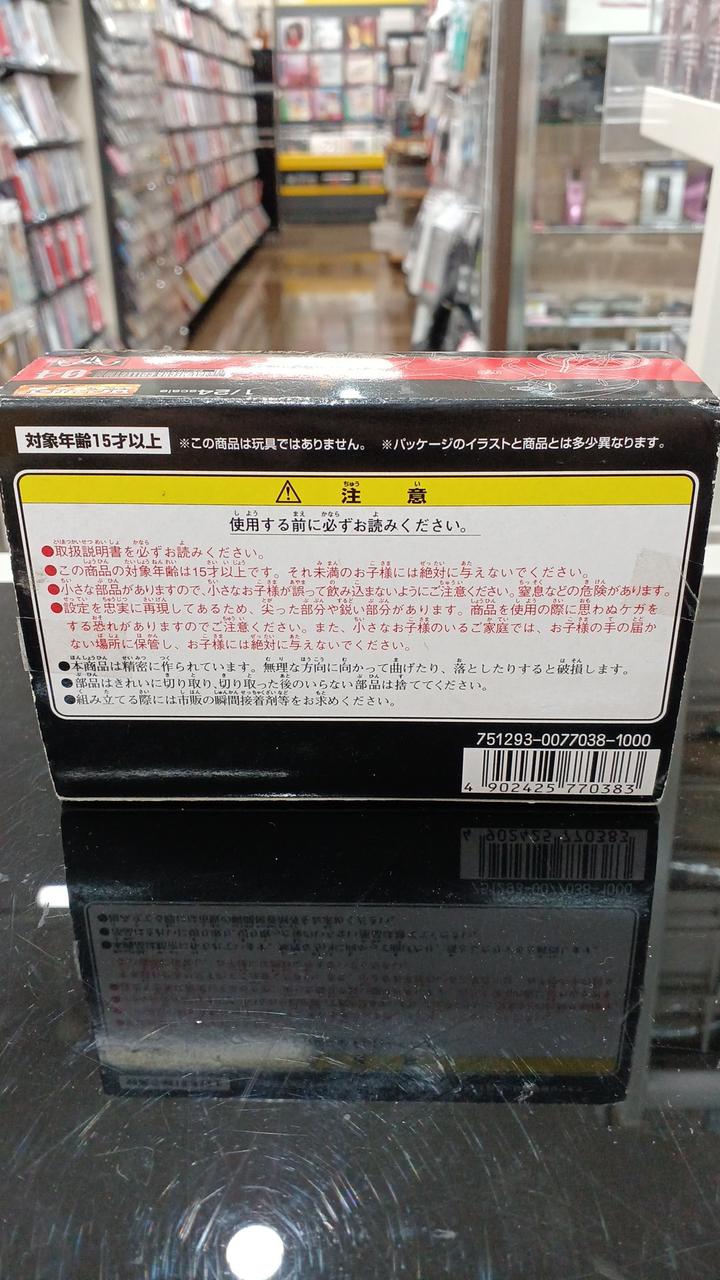 1/24scale
対象年齢15才以上 ※この商品は玩具ではありません。 ※パッケージのイラストと商品とは多少異なります。
注意
使用する前に必ずお読みください。
●取扱説明書を必ずお読みください。
●この商品の対象年齢は15才以上です。それ未満のお子様には絶対に与えないでください。
●小さな部品がありますので、小さなお子様が誤って飲み込まないようにご注意ください。窒息などの危険があります。
●設定を忠実に再現してあるため、尖った部分や鋭い部分があります。商品を使用の際に思わぬケガを
する恐れがありますのでご注意ください。また、小さなお子様のいるご家庭では、お子様の手の届か
ない場所に保管し、お子様には絶対に与えないでください。
●本商品は精密に作られています。無理な方向に向かって曲げたり、落としたりすると破損します。
●部品はきれいに切り取り、切り取った後のいらない部品は捨ててください。
●組み立てる際には市販の瞬間接着剤等をお求めください。
751293-0077038-1000
4 902425 770383